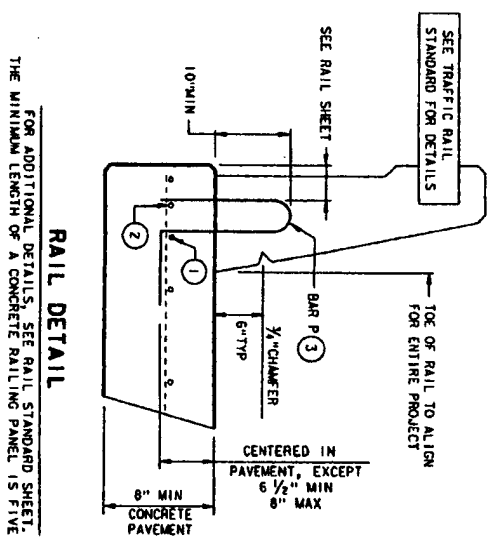 SEE TRAFFIC RAIL
STANDARD FOR DETAILS
SEE RAIL SHEET
10"MIN
TOE OF RAIL TO ALIGN
FOR ENTIRE PROJECT
BAR P 3
3/4"CHAMFER
6"TYP
2
1
CENTERED IN
PAVEMENT, EXCEPT
6 1/2" MIN
8" MAX
8" MIN
CONCRETE
PAVEMENT
RAIL DETAIL
FOR ADDITIONAL DETAILS, SEE RAIL STANDARD SHEET.
THE MINIMUM LENGTH OF A CONCRETE RAILING PANEL IS FIVE